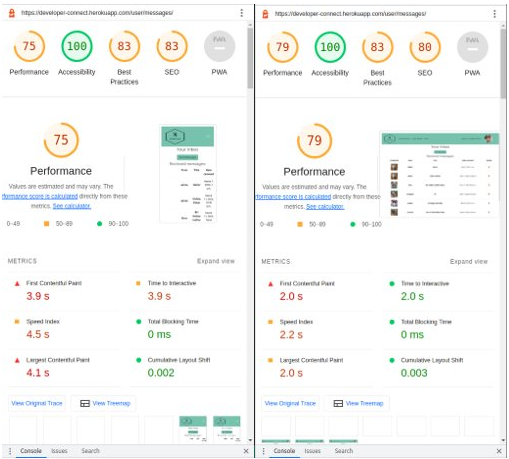 https://developer-connect.herokuapp.com/user/messages/
75
100
83
83
PWA
Performance
Accessibility
Best
Practices
SEO
PWA
75
Performance
Values are estimated and may vary. The
formance score is calculated directly from these
metrics. See calculator.
0–49
50–89
90–100
METRICS
Expand view
First Contentful Paint
3.9 s
Time to Interactive
3.9 s
Speed Index
4.5 s
Total Blocking Time
0 ms
Largest Contentful Paint
4.1 s
Cumulative Layout Shift
0.002
View Original Trace
View Treemap
Console
Issues
Search
https://developer-connect.herokuapp.com/user/messages/
79
100
83
80
PWA
Performance
Accessibility
Best
Practices
SEO
PWA
79
Performance
Values are estimated and may vary. The
formance score is calculated directly from these
metrics. See calculator.
0–49
50–89
90–100
METRICS
Expand view
First Contentful Paint
2.0 s
Time to Interactive
2.0 s
Speed Index
2.2 s
Total Blocking Time
0 ms
Largest Contentful Paint
2.0 s
Cumulative Layout Shift
0.003
View Original Trace
View Treemap
Console
Issues
Search